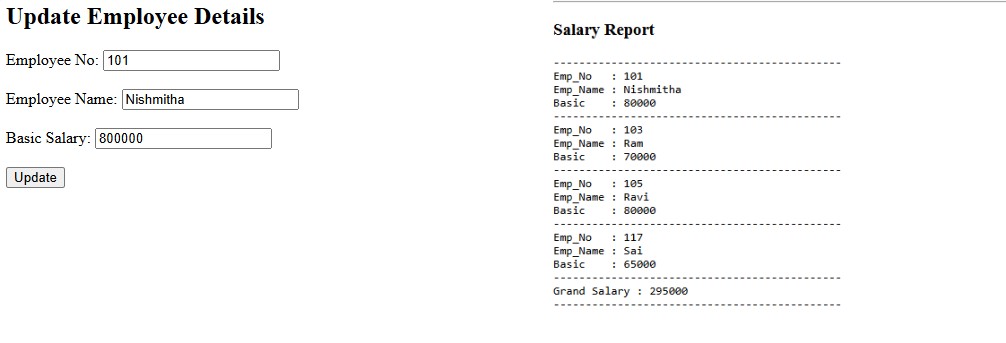 Update Employee Details
Employee No: 101
Employee Name: Nishmitha
Basic Salary: 800000
Update
Salary Report
---------------------------------------------
Emp_No   : 101
Emp_Name : Nishmitha
Basic    : 80000
---------------------------------------------
Emp_No   : 103
Emp_Name : Ram
Basic    : 70000
---------------------------------------------
Emp_No   : 105
Emp_Name : Ravi
Basic    : 80000
---------------------------------------------
Emp_No   : 117
Emp_Name : Sai
Basic    : 65000
---------------------------------------------
Grand Salary : 295000
---------------------------------------------